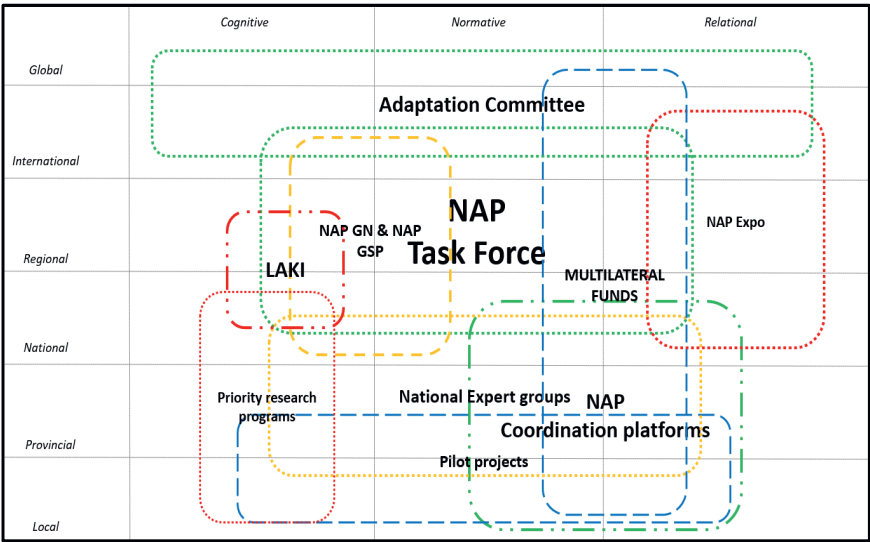 Cognitive
Normative
Relational
Global
Adaptation Committee
International
NAP
Task Force
NAP GN & NAP
GSP
NAP Expo
Regional
LAKI
MULTILATERAL
FUNDS
National
Priority research
programs
National Expert groups
NAP
Coordination platforms
Provincial
Pilot projects
Local